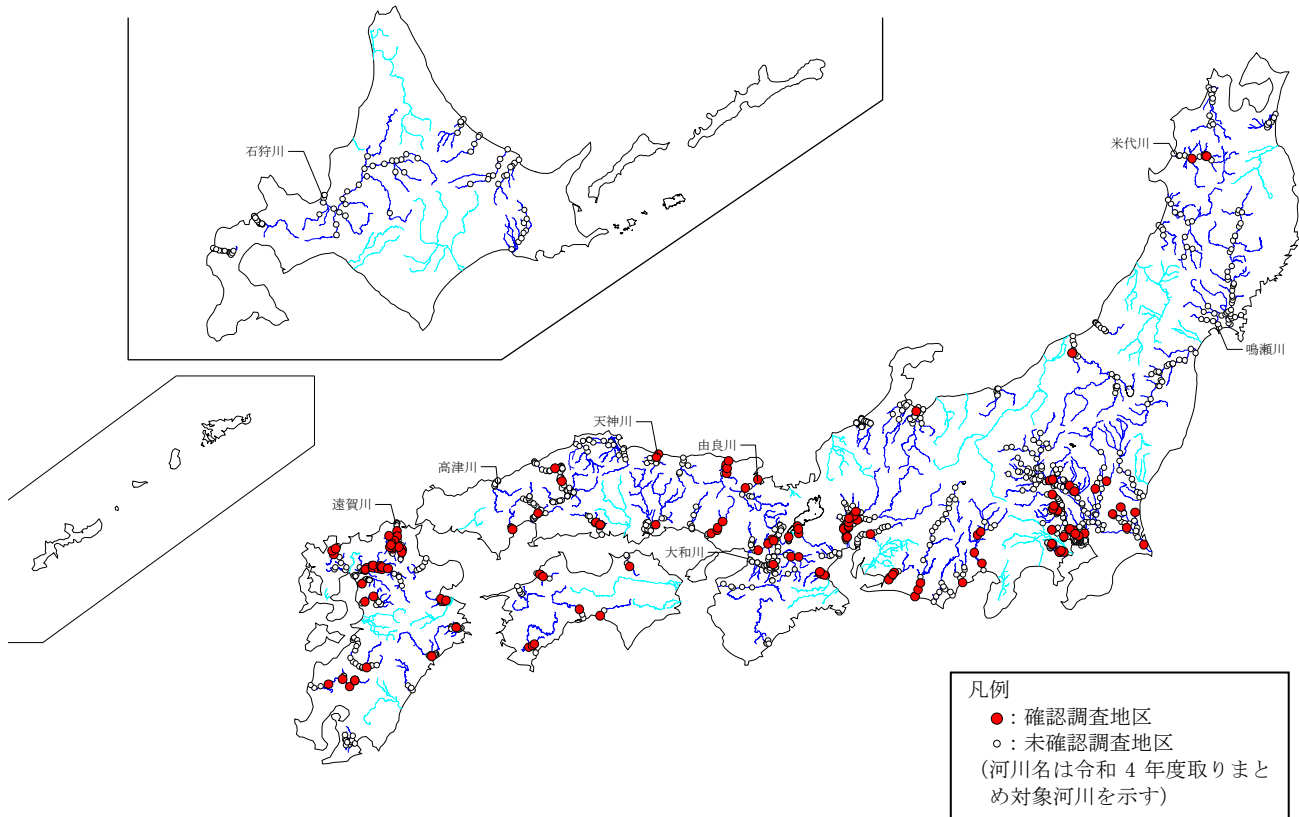 石狩川
米代川
鳴瀬川
天神川
由良川
高津川
遠賀川
大和川
凡例
：確認調査地区
：未確認調査地区
(河川名は令和 4 年度取りまと
め対象河川を示す)